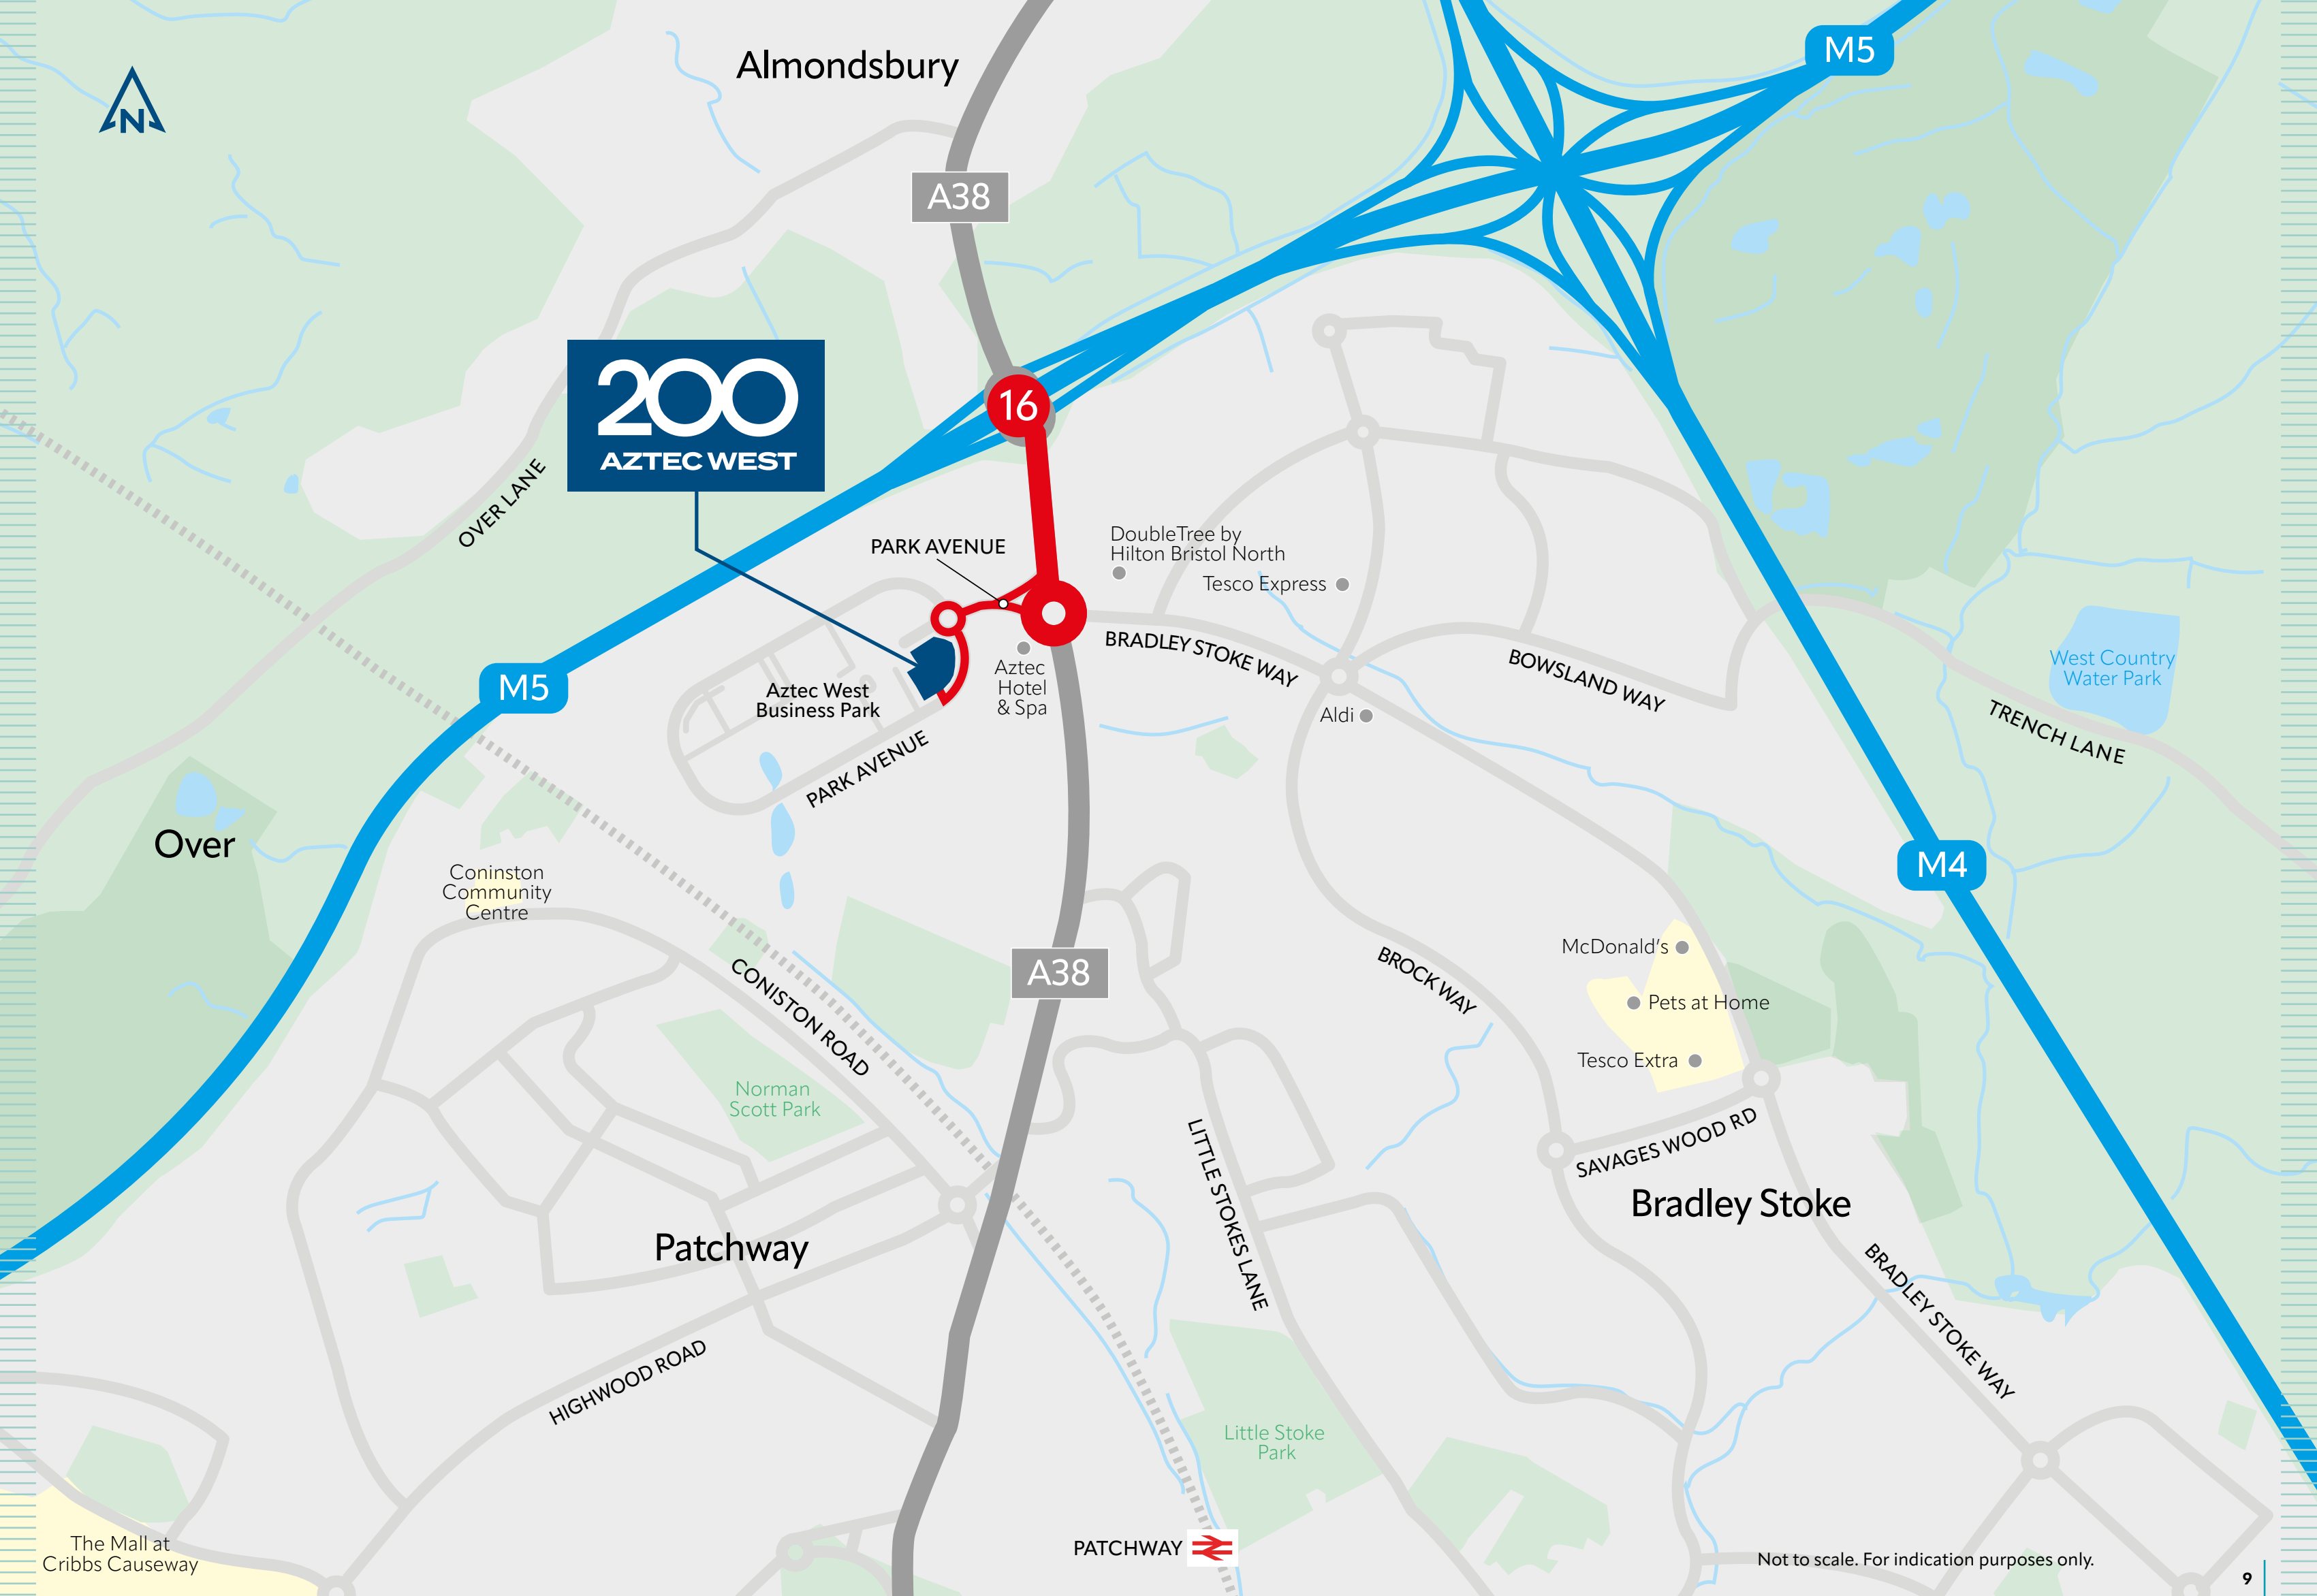 Almondsbury
M5
N
A38
200
AZTEC WEST
16
OVER LANE
PARK AVENUE
DoubleTree by
Hilton Bristol North
Tesco Express
BRADLEY STOKE WAY
BOWSLAND WAY
West Country
Water Park
TRENCH LANE
M5
Aztec West
Business Park
Aztec
Hotel
& Spa
Aldi
PARK AVENUE
Over
Coninston
Community
Centre
M4
McDonald's
Pets at Home
Tesco Extra
A38
CONISTON ROAD
BROCK WAY
Norman
Scott Park
LITTLE STOKES LANE
SAVAGES WOOD RD
Bradley Stoke
Patchway
BRADLEY STOKE WAY
HIGHWOOD ROAD
Little Stoke
Park
The Mall at
Cribbs Causeway
PATCHWAY
Not to scale. For indication purposes only.
9